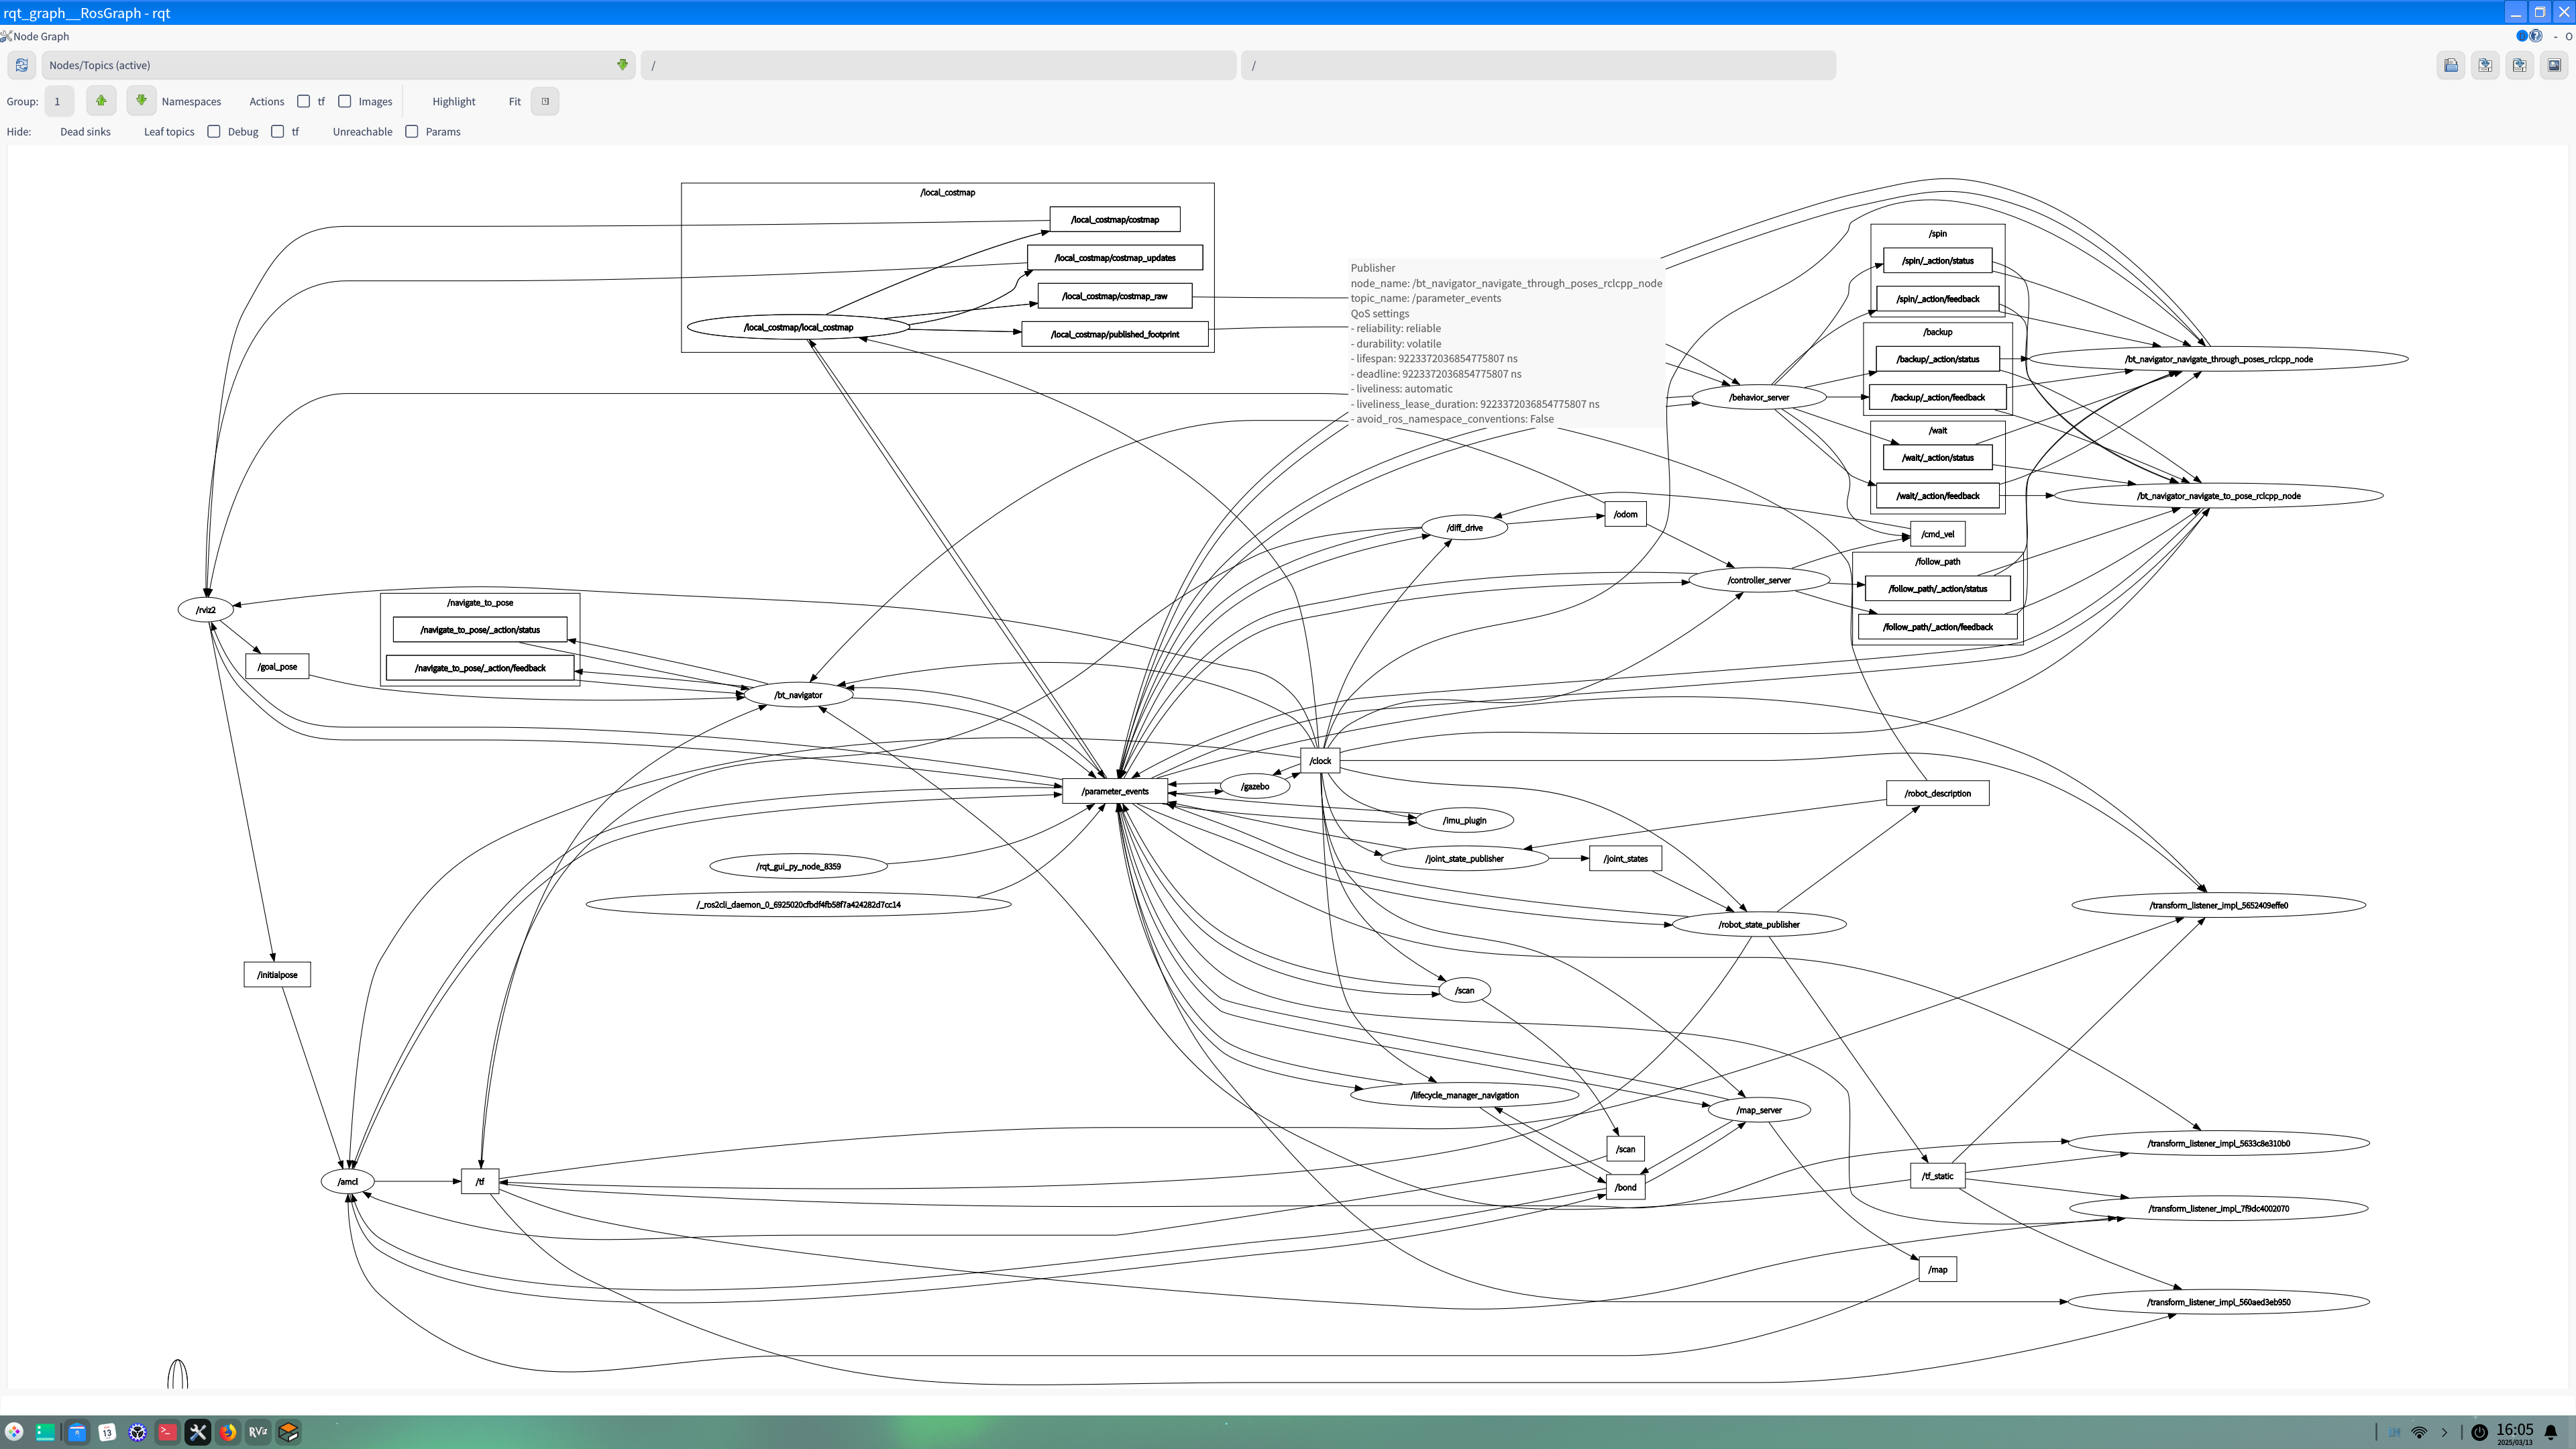 rqt_graph__RosGraph - rqt
Node Graph
- O
Nodes/Topics (active)
/
/
Group:
1
Namespaces
Actions
tf
Images
Highlight
Fit
Hide:
Dead sinks
Leaf topics
Debug
tf
Unreachable
Params
/local_costmap
/local_costmap/costmap
/local_costmap/costmap_updates
/local_costmap/costmap_raw
/local_costmap/local_costmap
/local_costmap/published_footprint
Publisher
node_name: /bt_navigator_navigate_through_poses_rclcpp_node
topic_name: /parameter_events
QoS settings
- reliability: reliable
- durability: volatile
- lifespan: 9223372036854775807 ns
- deadline: 9223372036854775807 ns
- liveliness: automatic
- liveliness_lease_duration: 9223372036854775807 ns
- avoid_ros_namespace_conventions: False
/spin
/spin/_action/status
/spin/_action/feedback
/backup
/backup/_action/status
/backup/_action/feedback
/bt_navigator_navigate_through_poses_rclcpp_node
/behavior_server
/wait
/wait/_action/status
/wait/_action/feedback
/bt_navigator_navigate_to_pose_rclcpp_node
/diff_drive
/odom
/cmd_vel
/follow_path
/follow_path/_action/status
/follow_path/_action/feedback
/controller_server
/rviz2
/navigate_to_pose
/navigate_to_pose/_action/status
/navigate_to_pose/_action/feedback
/goal_pose
/bt_navigator
/clock
/gazebo
/parameter_events
/robot_description
/imu_plugin
/joint_state_publisher
/joint_states
/rqt_gui_py_node_8359
/_ros2cli_daemon_0_6925020cfbdf4fb58f7a424282d7cc14
/transform_listener_impl_5652409effe0
/robot_state_publisher
/initialpose
/scan
/lifecycle_manager_navigation
/map_server
/scan
/transform_listener_impl_5633c8e310b0
/amcl
/tf
/bond
/tf_static
/transform_listener_impl_7f9dc4002070
/map
/transform_listener_impl_560aed3eb950
13
RViz
16:05
2025/03/13